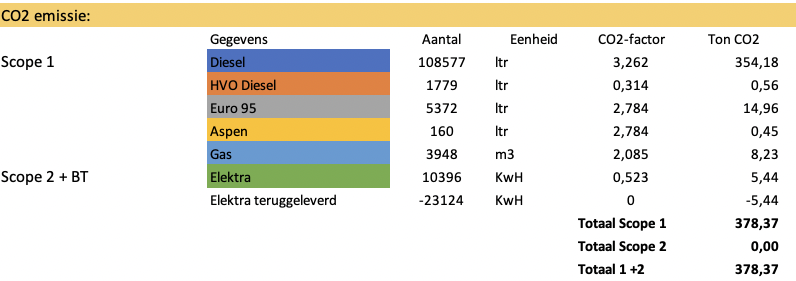 CO2 emissie:
Gegevens Aantal Eenheid CO2-factor Ton CO2
Scope 1 Diesel 108577 ltr 3,262 354,18
HVO Diesel 1779 ltr 0,314 0,56
Euro 95 5372 ltr 2,784 14,96
Aspen 160 ltr 2,784 0,45
Gas 3948 m3 2,085 8,23
Scope 2 + BT Elektra 10396 KwH 0,523 5,44
Elektra teruggeleverd -23124 KwH 0 -5,44
Totaal Scope 1 378,37
Totaal Scope 2 0,00
Totaal 1 +2 378,37